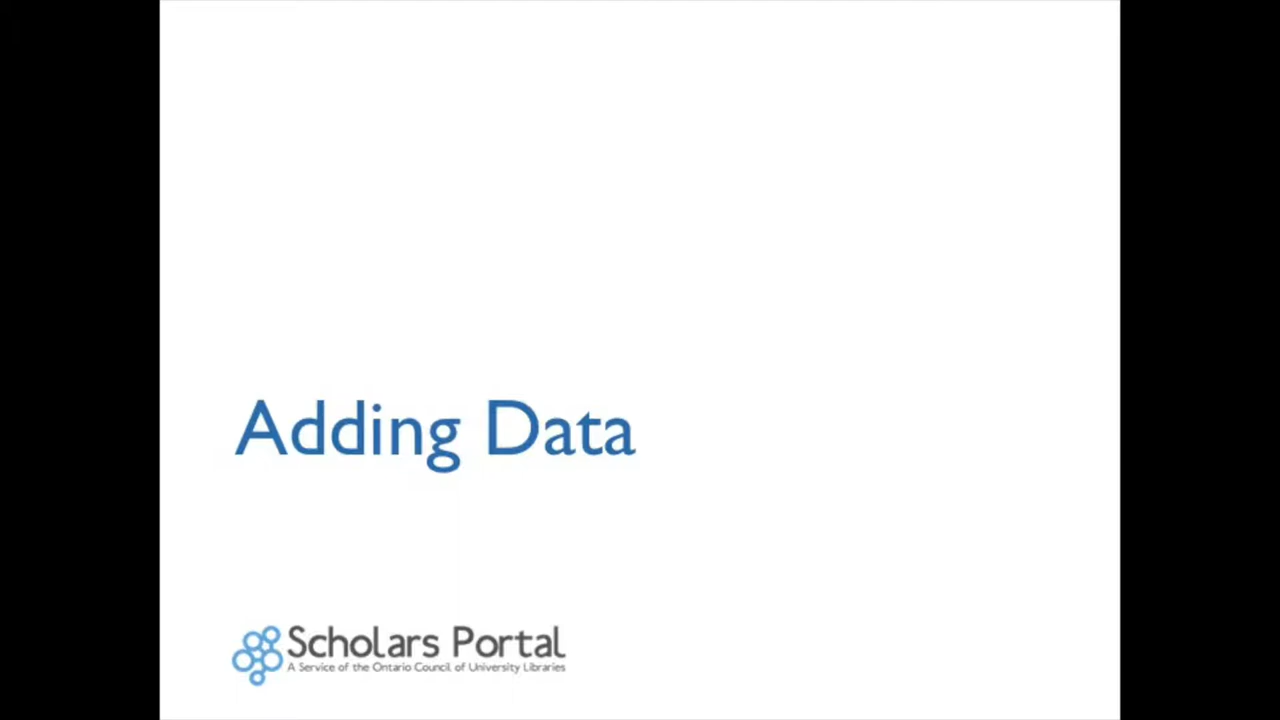 Adding Data
Scholars Portal
A Service of the Ontario Council of University Libraries